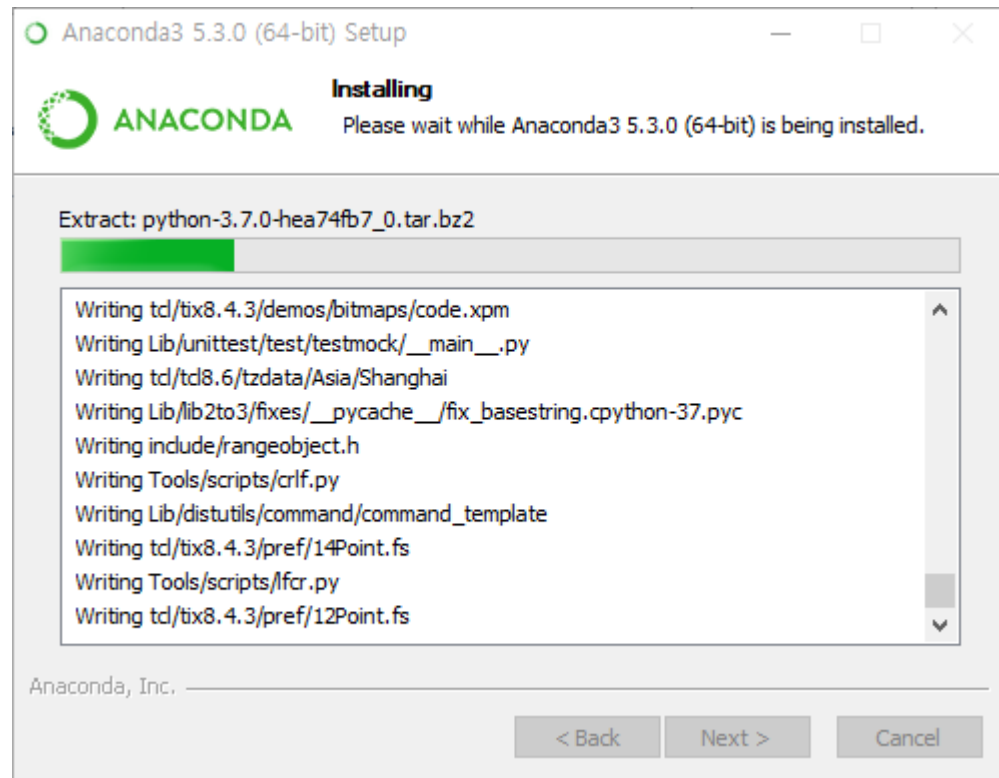 Anaconda3 5.3.0 (64-bit) Setup
ANACONDA
Installing
Please wait while Anaconda3 5.3.0 (64-bit) is being installed.
Extract: python-3.7.0-hea74fb7_0.tar.bz2
Writing tcl/tix8.4.3/demos/bitmaps/code.xpm
Writing Lib/unittest/test/testmock/__main__.py
Writing tcl/tcl8.6/tzdata/Asia/Shanghai
Writing Lib/lib2to3/fixes/__pycache__/fix_basestring.cpython-37.pyc
Writing include/rangeobject.h
Writing Tools/scripts/crlf.py
Writing Lib/distutils/command/command_template
Writing tcl/tix8.4.3/pref/14Point.fs
Writing Tools/scripts/lfcr.py
Writing tcl/tix8.4.3/pref/12Point.fs
Anaconda, Inc.
< Back Next > Cancel